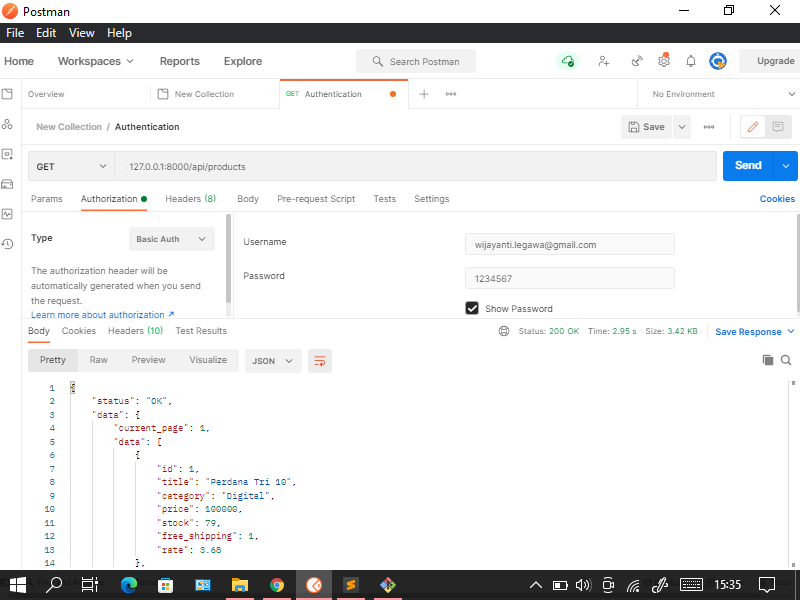 Postman
File Edit View Help
Home Workspaces Reports Explore Search Postman Upgrade
Overview New Collection GET Authentication No Environment
New Collection / Authentication Save
GET 127.0.0.1:8000/api/products Send
Params Authorization Headers (8) Body Pre-request Script Tests Settings Cookies
Type Basic Auth
The authorization header will be
automatically generated when you send
the request.
Learn more about authorization ↗
Username wijayanti.legawa@gmail.com
Password 1234567
Show Password
Body Cookies Headers (10) Test Results Status: 200 OK Time: 2.95 s Size: 3.42 KB Save Response
Pretty Raw Preview Visualize JSON
1 {
2 "status": "OK",
3 "data": {
4 "current_page": 1,
5 "data": [
6 {
7 "id": 1,
8 "title": "Perdana Tri 10",
9 "category": "Digital",
10 "price": 100000,
11 "stock": 79,
12 "free_shipping": 1,
13 "rate": 3.68
14 },
15:35